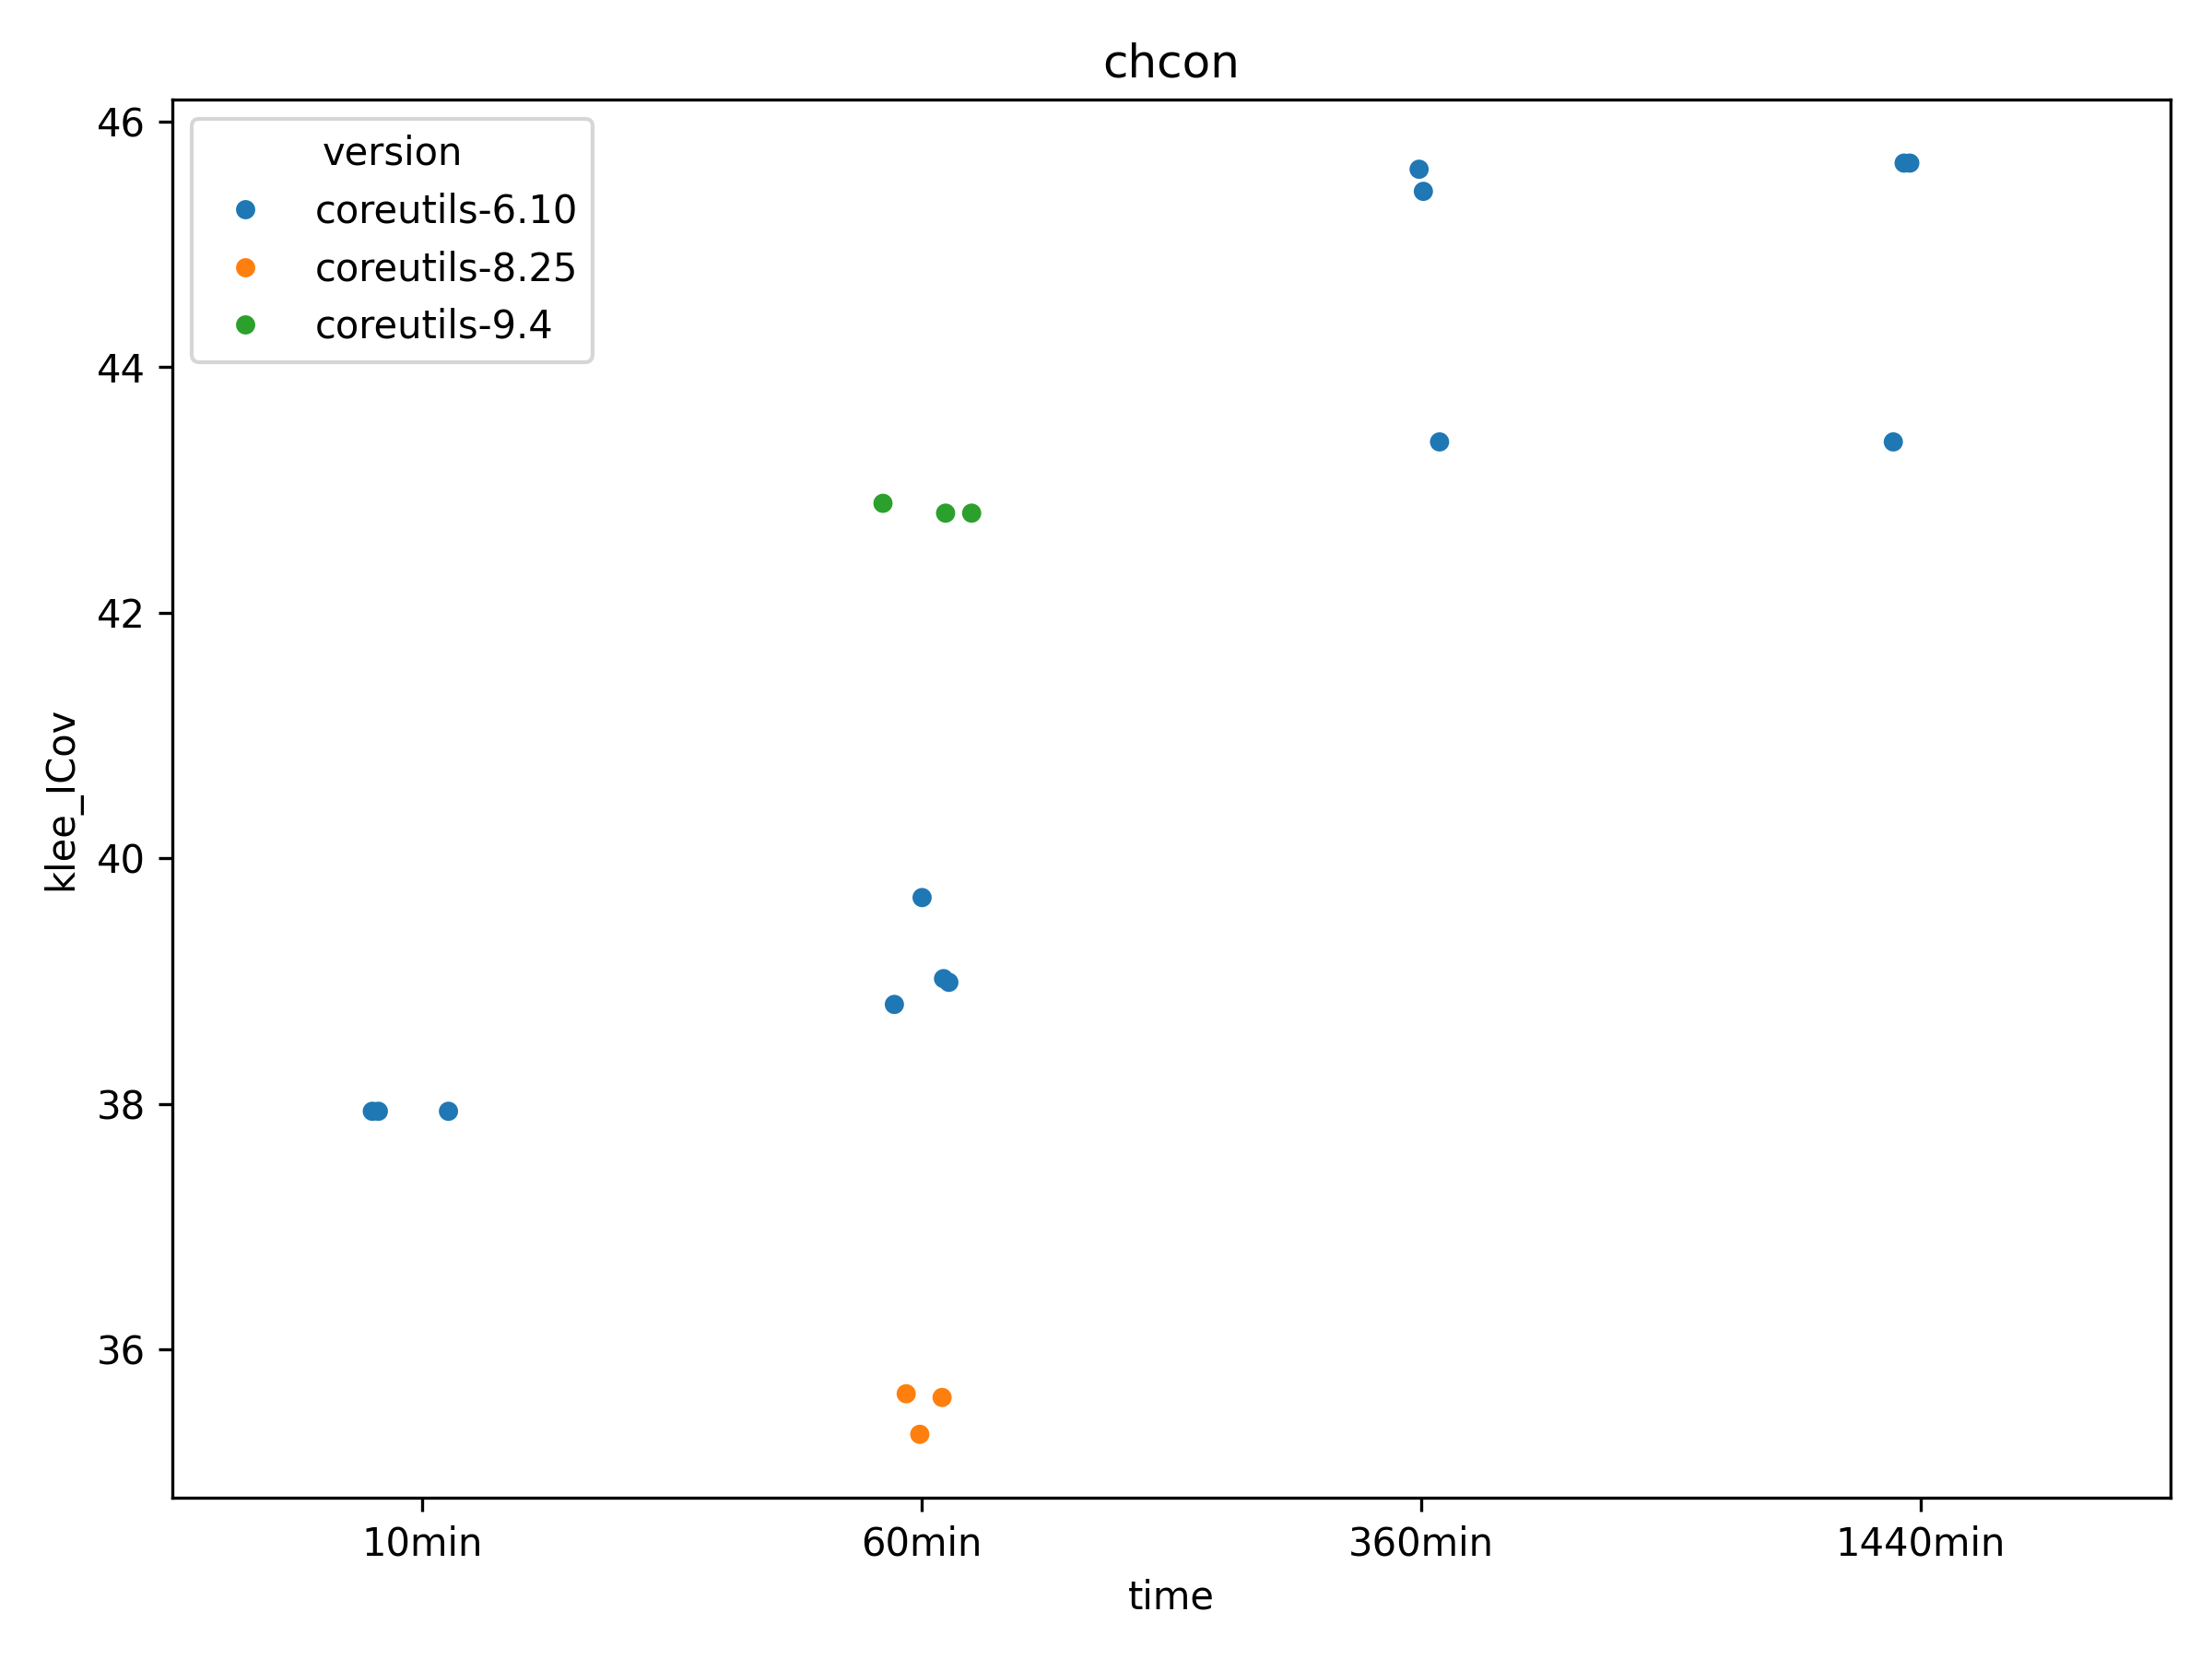 chcon
version
coreutils-6.10
coreutils-8.25
coreutils-9.4
46
44
42
40
38
36
klee_ICov
10min
60min
360min
1440min
time